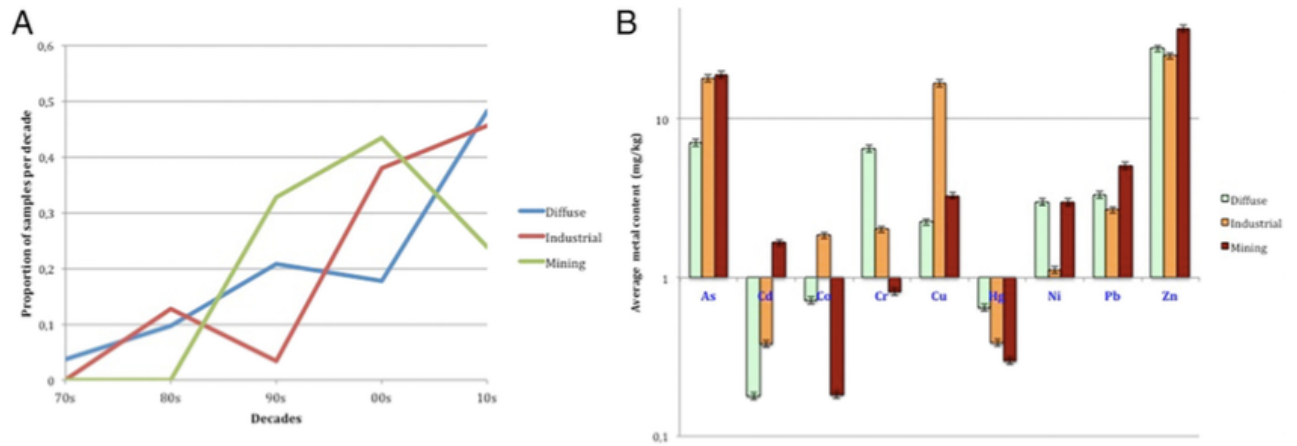 A
0,6
0,5
0,4
0,3
0,2
0,1
0
Proportion of samples per decade
70s
80s
90s
00s
10s
Decades
Diffuse
Industrial
Mining
B
10
1
0,1
Average metal content (mg/kg)
As
Cd
Co
Cr
Cu
Hg
Ni
Pb
Zn
Diffuse
Industrial
Mining